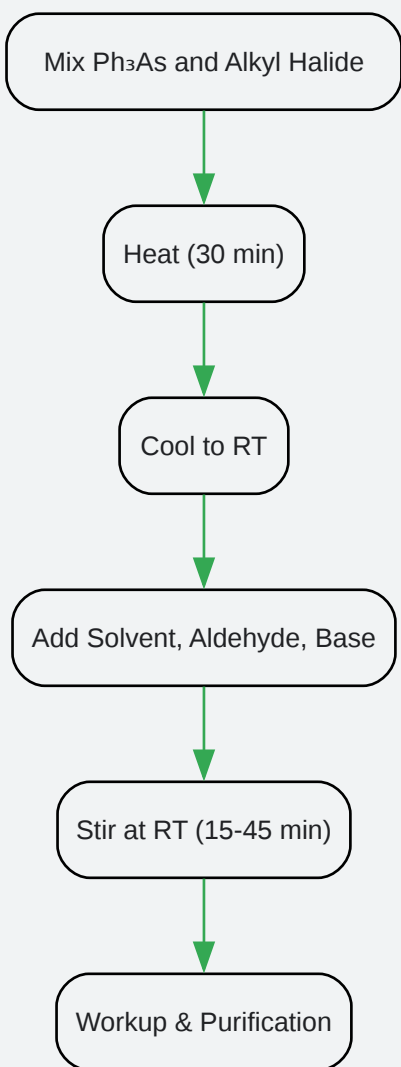 Mix Ph₃As and Alkyl Halide
Heat (30 min)
Cool to RT
Add Solvent, Aldehyde, Base
Stir at RT (15-45 min)
Workup & Purification